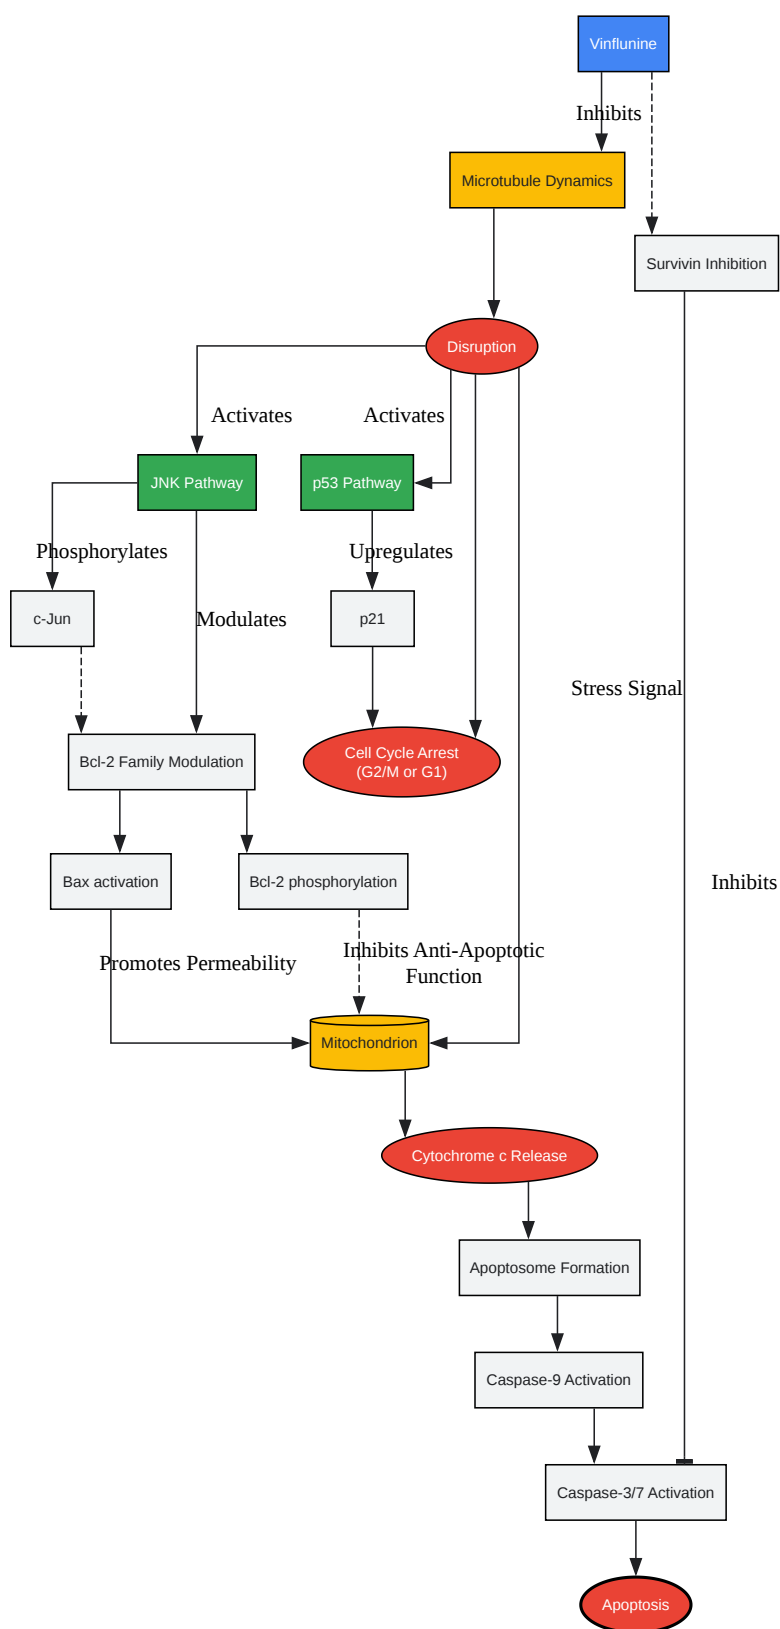 Vinflunine
Inhibits
Microtubule Dynamics
Survivin Inhibition
Disruption
Activates
Activates
JNK Pathway
p53 Pathway
Phosphorylates
Upregulates
c-Jun
Modulates
p21
Stress Signal
Cell Cycle Arrest
(G2/M or G1)
Bcl-2 Family Modulation
Bax activation
Bcl-2 phosphorylation
Inhibits
Promotes Permeability
Inhibits Anti-Apoptotic
Function
Mitochondrion
Cytochrome c Release
Apoptosome Formation
Caspase-9 Activation
Caspase-3/7 Activation
Apoptosis